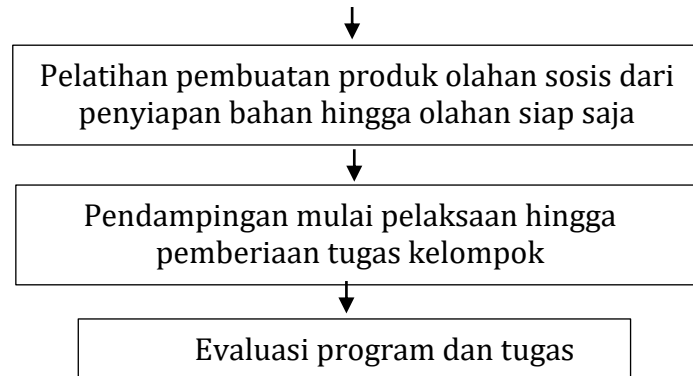 Pelatihan pembuatan produk olahan sosis dari
penyiapan bahan hingga olahan siap saja
Pendampingan mulai pelaksaan hingga
pemberiaan tugas kelompok
Evaluasi program dan tugas